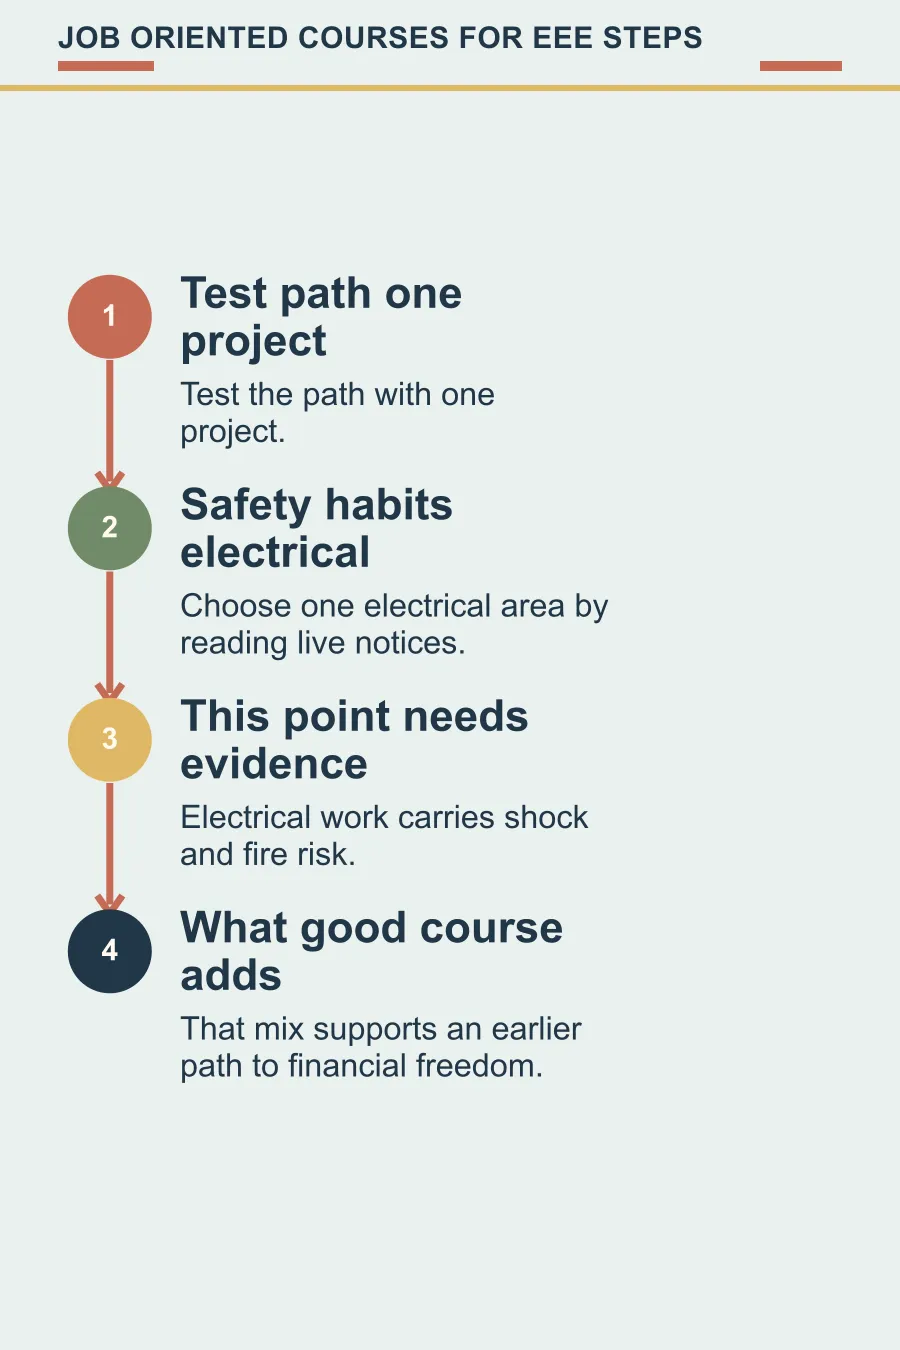 JOB ORIENTED COURSES FOR EEE STEPS
1
Test path one
project
Test the path with one
project.
2
Safety habits
electrical
Choose one electrical area by
reading live notices.
3
This point needs
evidence
Electrical work carries shock
and fire risk.
4
What good course
adds
That mix supports an earlier
path to financial freedom.